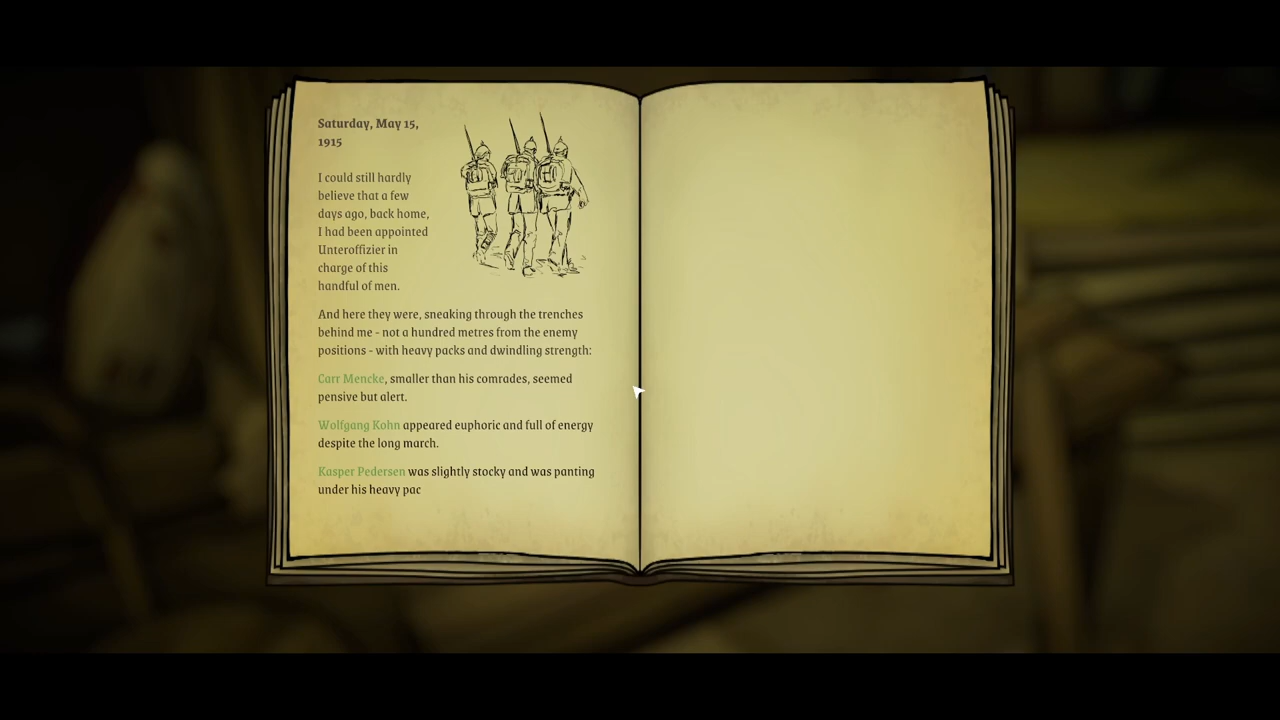 Saturday, May 15,
1915
I could still hardly
believe that a few
days ago, back home,
I had been appointed
Unteroffizier in
charge of this
handful of men.
And here they were, sneaking through the trenches
behind me - not a hundred metres from the enemy
positions - with heavy packs and dwindling strength:
Carr Mencke, smaller than his comrades, seemed
pensive but alert.
Wolfgang Kohn appeared euphoric and full of energy
despite the long march.
Kasper Pedersen was slightly stocky and was panting
under his heavy pac